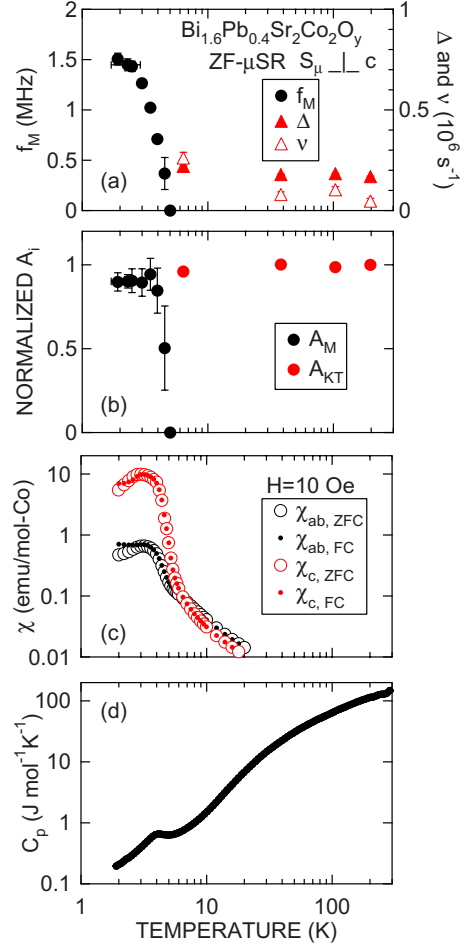 Bi1.6Pb0.4Sr2Co2Oy
ZF-μSR Sμ _|_ c
fM
Δ
ν
(a)
fM (MHz)
2
1.5
1
0.5
0
Δ and ν (10⁶ s⁻¹)
1
0.5
0
NORMALIZED Ai
1
0.5
0
AM
AKT
(b)
χ (emu/mol-Co)
10
1
0.1
0.01
H=10 Oe
χab, ZFC
χab, FC
χc, ZFC
χc, FC
(c)
Cp (J mol⁻¹K⁻¹)
100
10
1
0.1
(d)
1
10
100
TEMPERATURE (K)